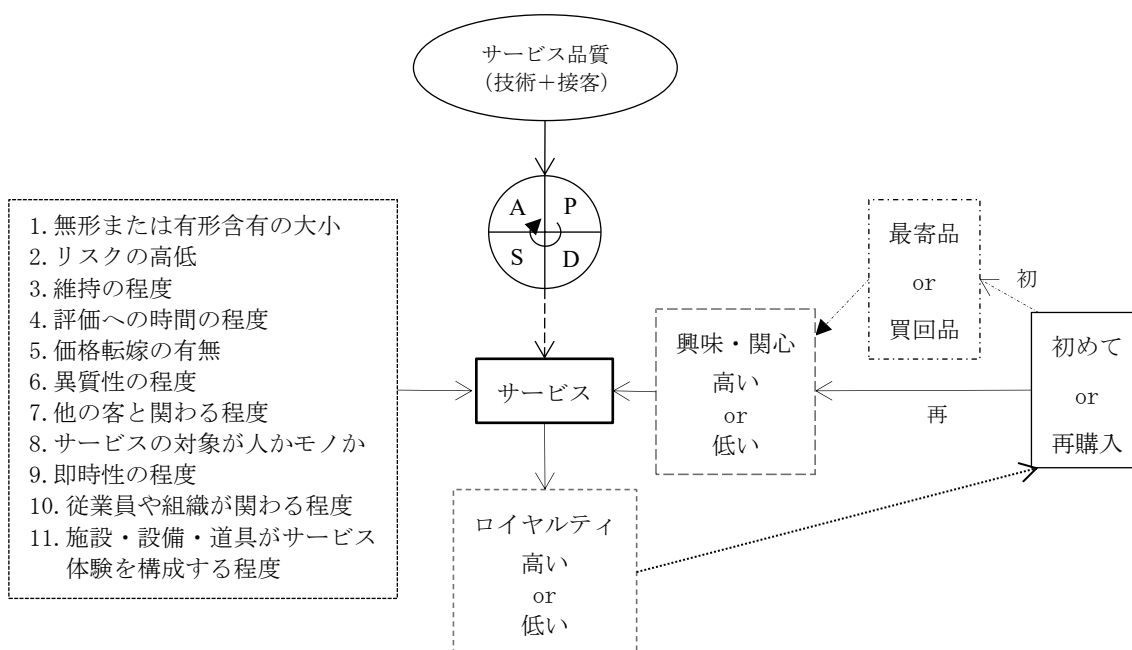 サービス品質
（技術＋接客）
A
P
S
D
1. 無形または有形含有の大小
2. リスクの高低
3. 維持の程度
4. 評価への時間の程度
5. 価格転嫁の有無
6. 異質性の程度
7. 他の客と関わる程度
8. サービスの対象が人かモノか
9. 即時性の程度
10. 従業員や組織が関わる程度
11. 施設・設備・道具がサービス
体験を構成する程度
サービス
興味・関心
高い
or
低い
最寄品
or
買回品
初
再
初めて
or
再購入
ロイヤルティ
高い
or
低い